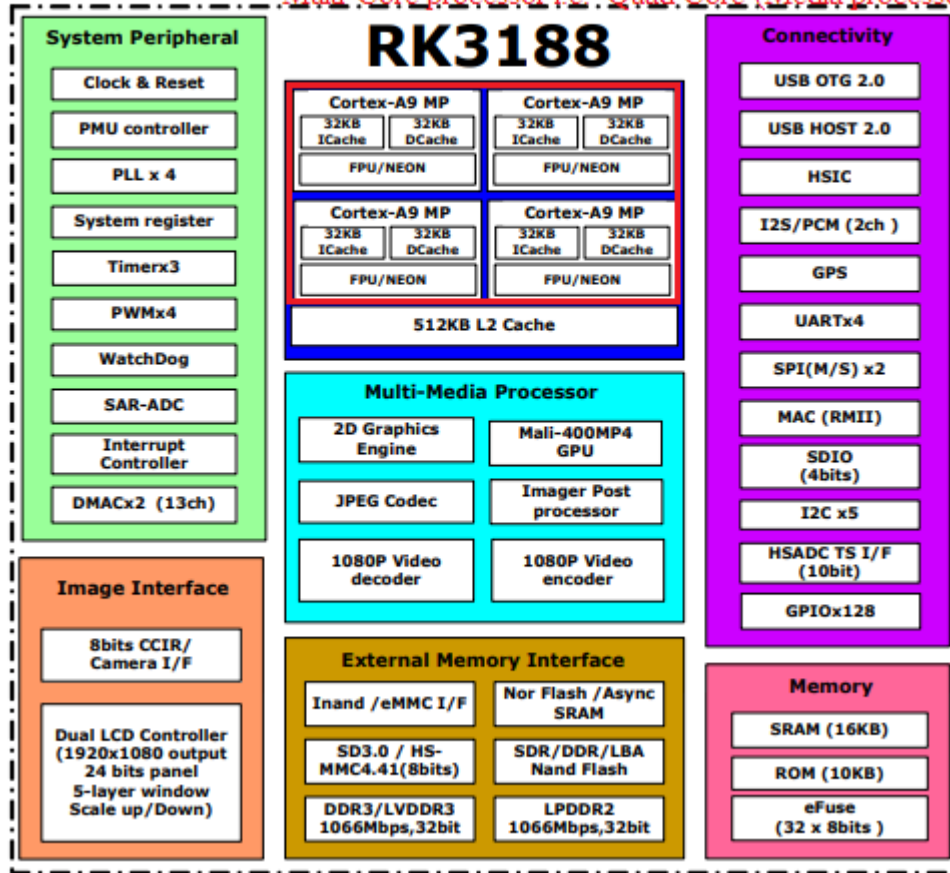 RK3188
System Peripheral
Clock & Reset
PMU controller
PLL x 4
System register
Timerx3
PWMx4
WatchDog
SAR-ADC
Interrupt
Controller
DMACx2 (13ch)
Image Interface
8bits CCIR/
Camera I/F
Dual LCD Controller
(1920x1080 output
24 bits panel
5-layer window
Scale up/Down)
Cortex-A9 MP
32KB
ICache
32KB
DCache
FPU/NEON
Cortex-A9 MP
32KB
ICache
32KB
DCache
FPU/NEON
Cortex-A9 MP
32KB
ICache
32KB
DCache
FPU/NEON
Cortex-A9 MP
32KB
ICache
32KB
DCache
FPU/NEON
512KB L2 Cache
Multi-Media Processor
2D Graphics
Engine
Mali-400MP4
GPU
JPEG Codec
Imager Post
processor
1080P Video
decoder
1080P Video
encoder
External Memory Interface
Inand /eMMC I/F
Nor Flash /Async
SRAM
SD3.0 / HS-
MMC4.41(8bits)
SDR/DDR/LBA
Nand Flash
DDR3/LVDDR3
1066Mbps,32bit
LPDDR2
1066Mbps,32bit
Connectivity
USB OTG 2.0
USB HOST 2.0
HSIC
I2S/PCM (2ch )
GPS
UARTx4
SPI(M/S) x2
MAC (RMII)
SDIO
(4bits)
I2C x5
HSADC TS I/F
(10bit)
GPIOx128
Memory
SRAM (16KB)
ROM (10KB)
eFuse
(32 x 8bits )